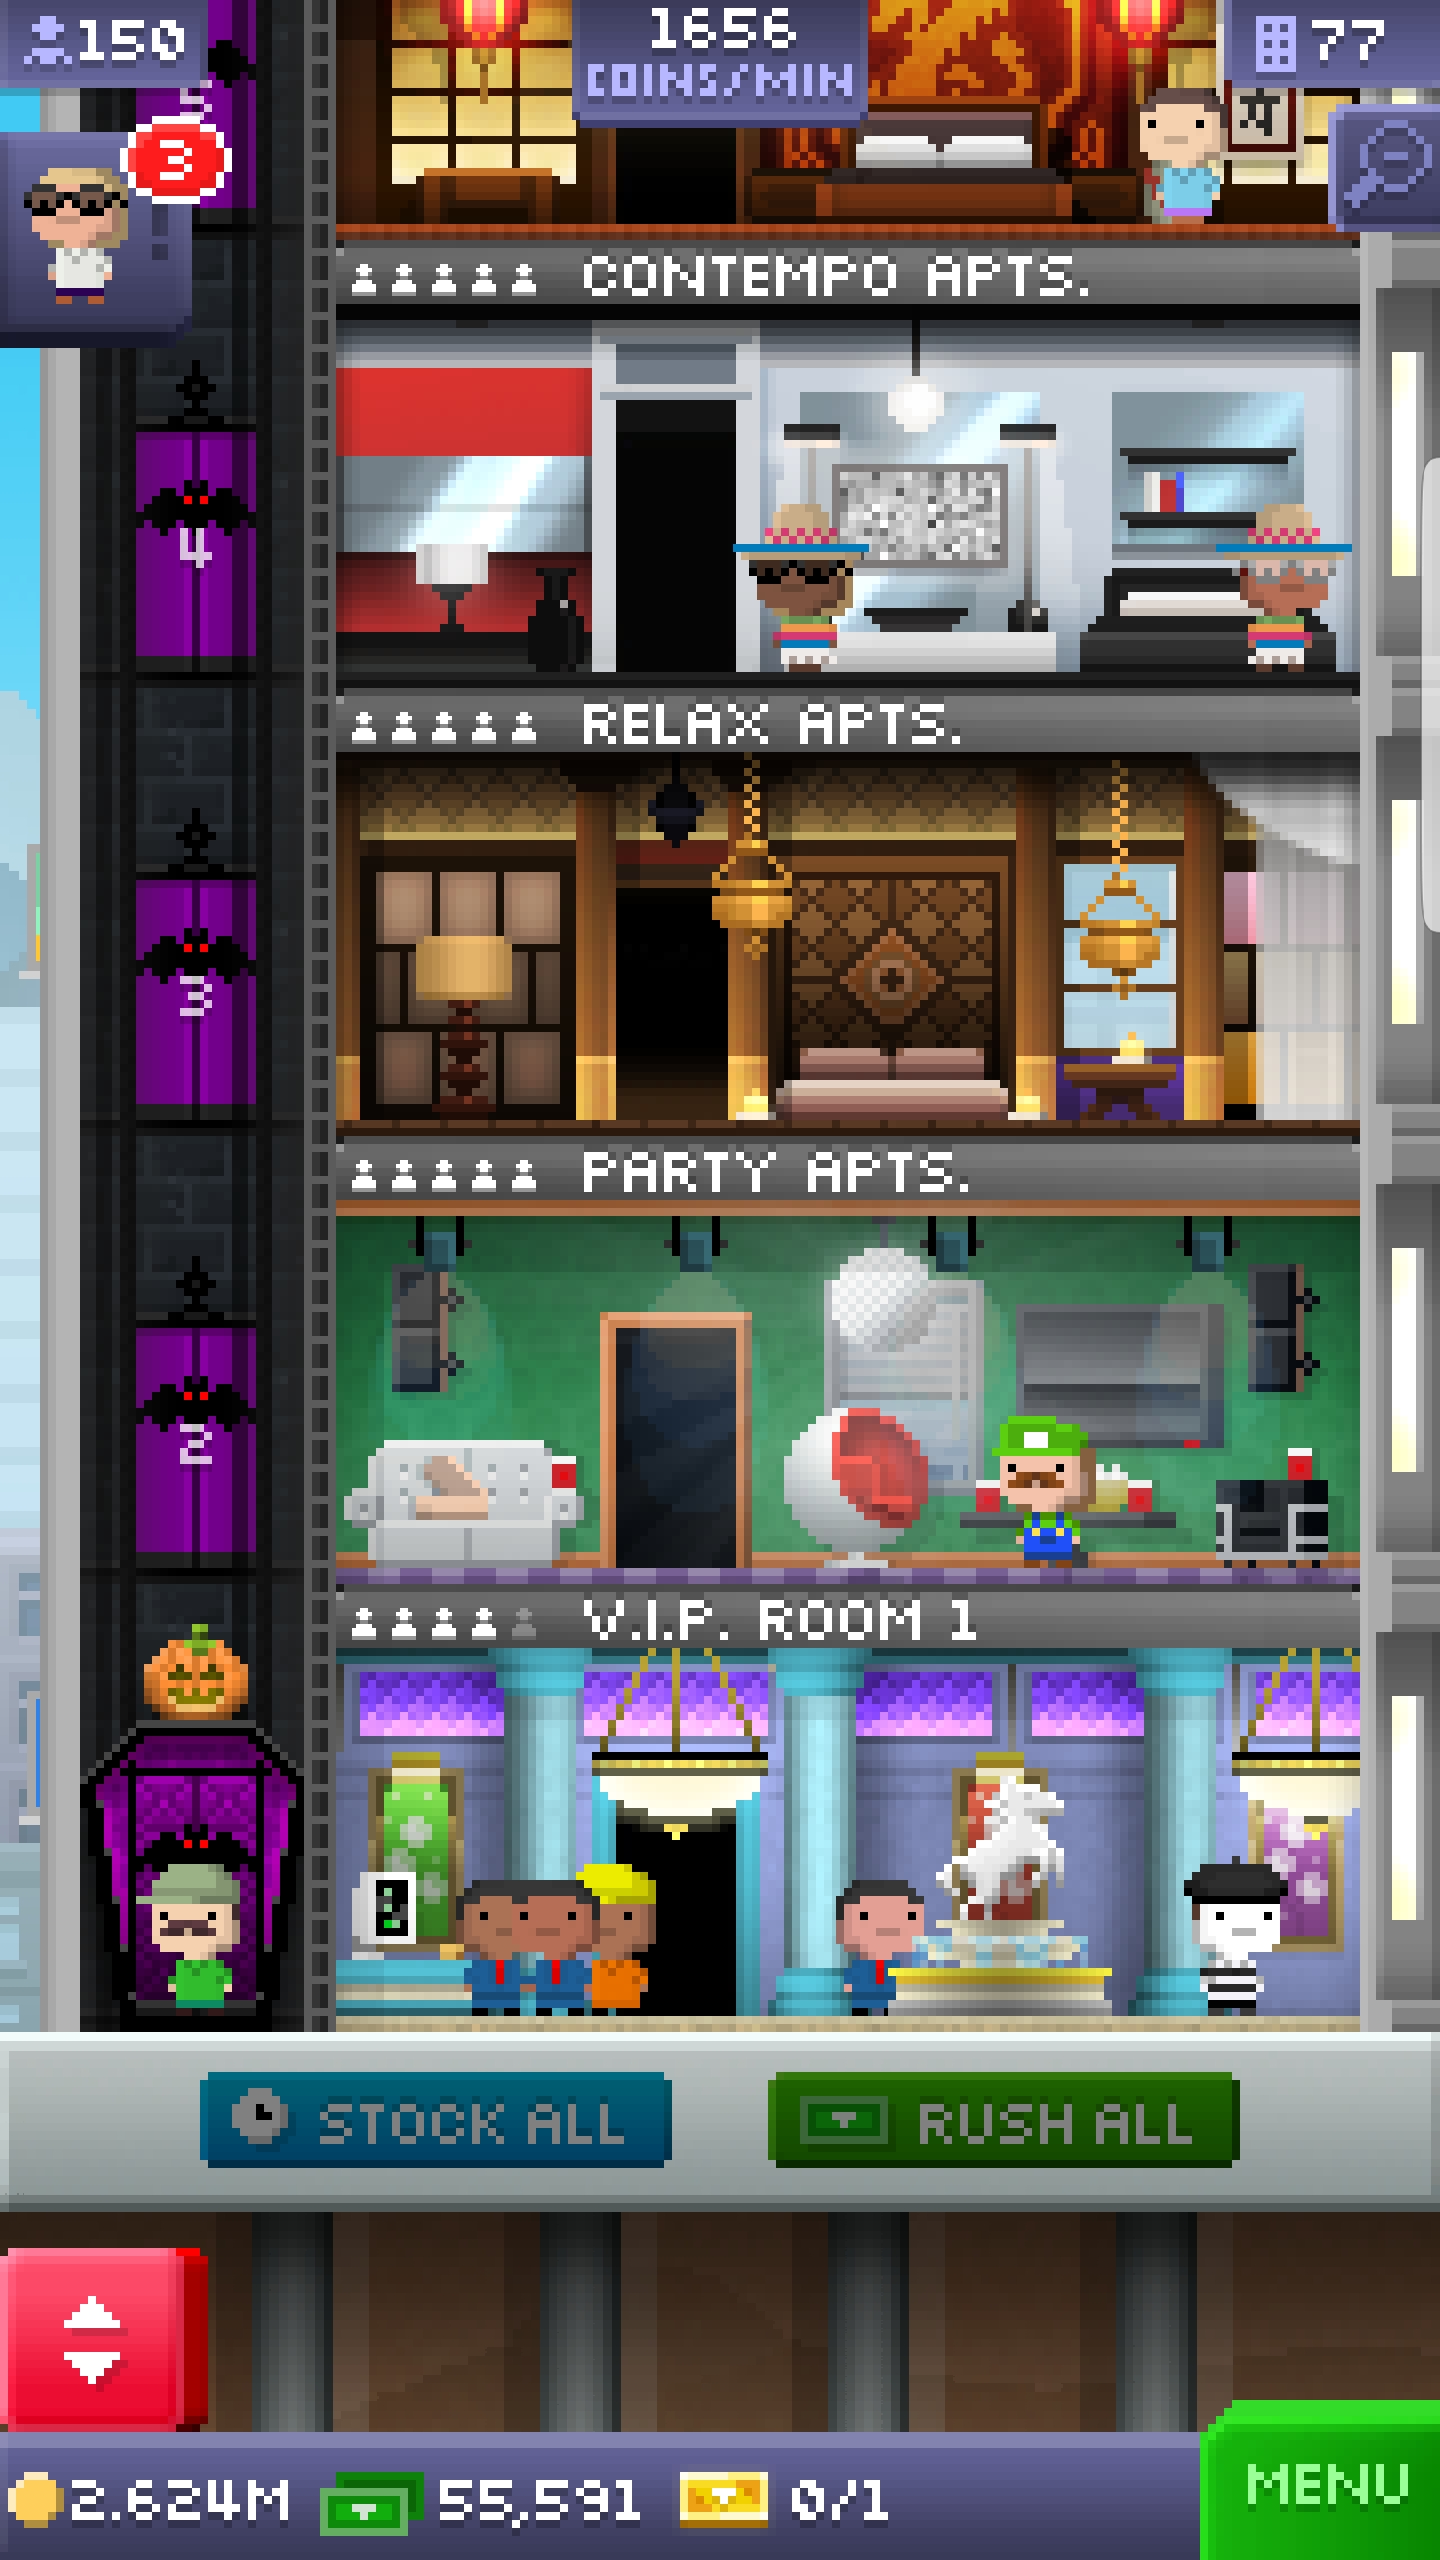 150
1656
COINS/MIN
77
5
3
CONTEMPO APTS.
4
RELAX APTS.
3
PARTY APTS.
2
V.I.P. ROOM 1
STOCK ALL
RUSH ALL
2.624M
55,591
0/1
MENU